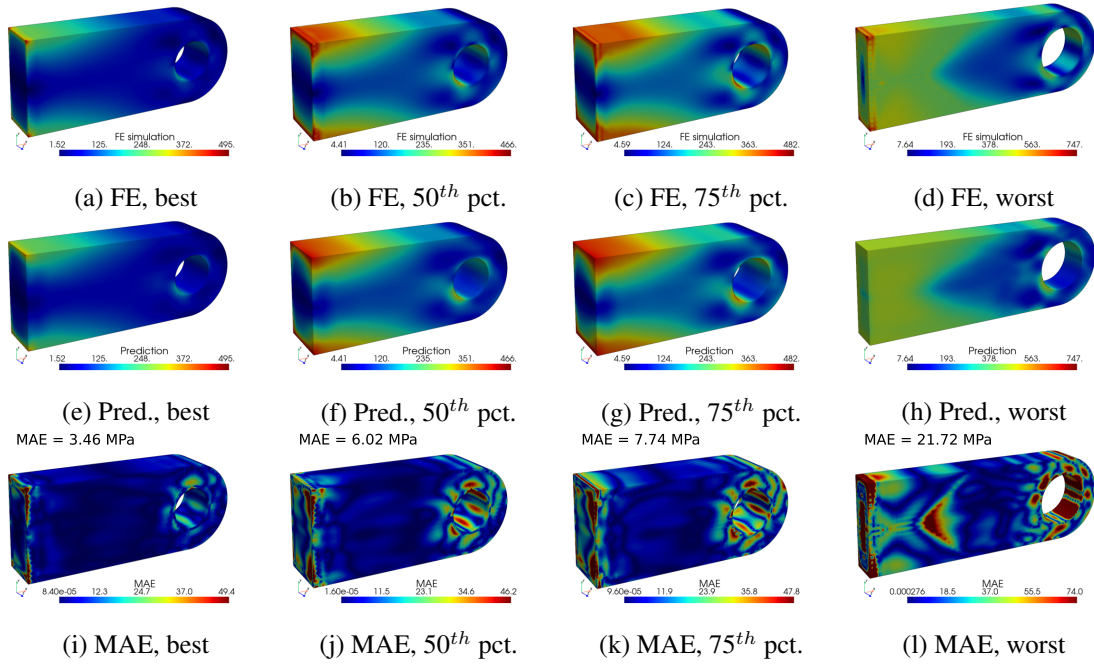 FE simulation
1.52 125. 248. 372. 495.
FE simulation
4.41 120. 235. 351. 466.
FE simulation
4.59 124. 243. 363. 482.
FE simulation
7.64 193. 378. 563. 747.
(a) FE, best
(b) FE, 50th pct.
(c) FE, 75th pct.
(d) FE, worst
Prediction
1.52 125. 248. 372. 495.
Prediction
4.41 120. 235. 351. 466.
Prediction
4.59 124. 243. 363. 482.
Prediction
7.64 193. 378. 563. 747.
(e) Pred., best
(f) Pred., 50th pct.
(g) Pred., 75th pct.
(h) Pred., worst
MAE = 3.46 MPa
MAE = 6.02 MPa
MAE = 7.74 MPa
MAE = 21.72 MPa
MAE
8.40e-05 12.3 24.7 37.0 49.4
MAE
1.60e-05 11.5 23.1 34.6 46.2
MAE
9.60e-05 11.9 23.9 35.8 47.8
MAE
0.000276 18.5 37.0 55.5 74.0
(i) MAE, best
(j) MAE, 50th pct.
(k) MAE, 75th pct.
(l) MAE, worst